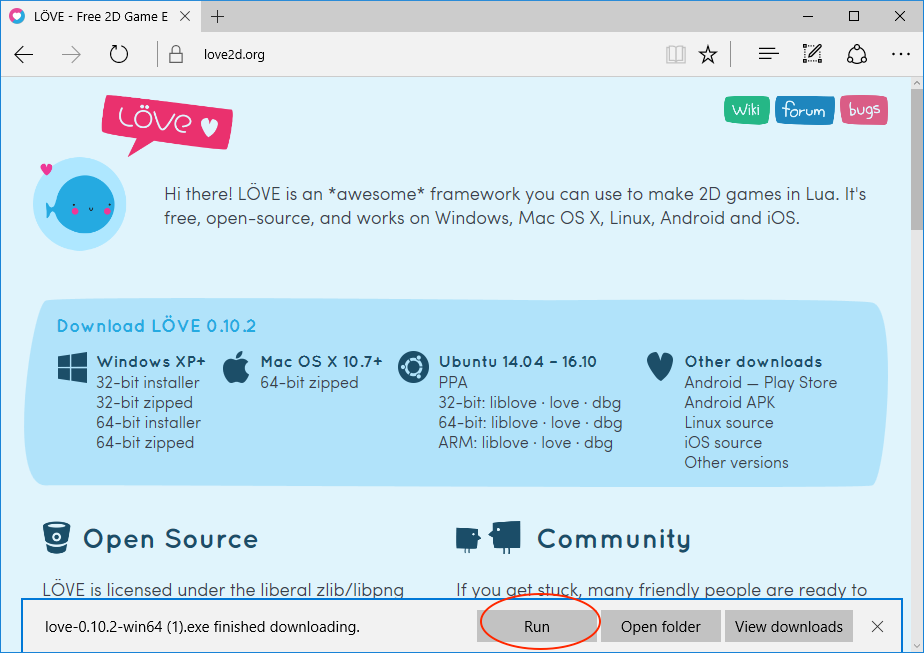 LÖVE - Free 2D Game E
love2d.org
LÖVE
Wiki
forum
bugs
Hi there! LÖVE is an *awesome* framework you can use to make 2D games in Lua. It's
free, open-source, and works on Windows, Mac OS X, Linux, Android and iOS.
Download LÖVE 0.10.2
Windows XP+
32-bit installer
32-bit zipped
64-bit installer
64-bit zipped
Mac OS X 10.7+
64-bit zipped
Ubuntu 14.04 - 16.10
PPA
32-bit: liblove · love · dbg
64-bit: liblove · love · dbg
ARM: liblove · love · dbg
Other downloads
Android — Play Store
Android APK
Linux source
iOS source
Other versions
Open Source
LÖVE is licensed under the liberal zlib/libpng
Community
If you get stuck, many friendly people are ready to
love-0.10.2-win64 (1).exe finished downloading.
Run
Open folder
View downloads